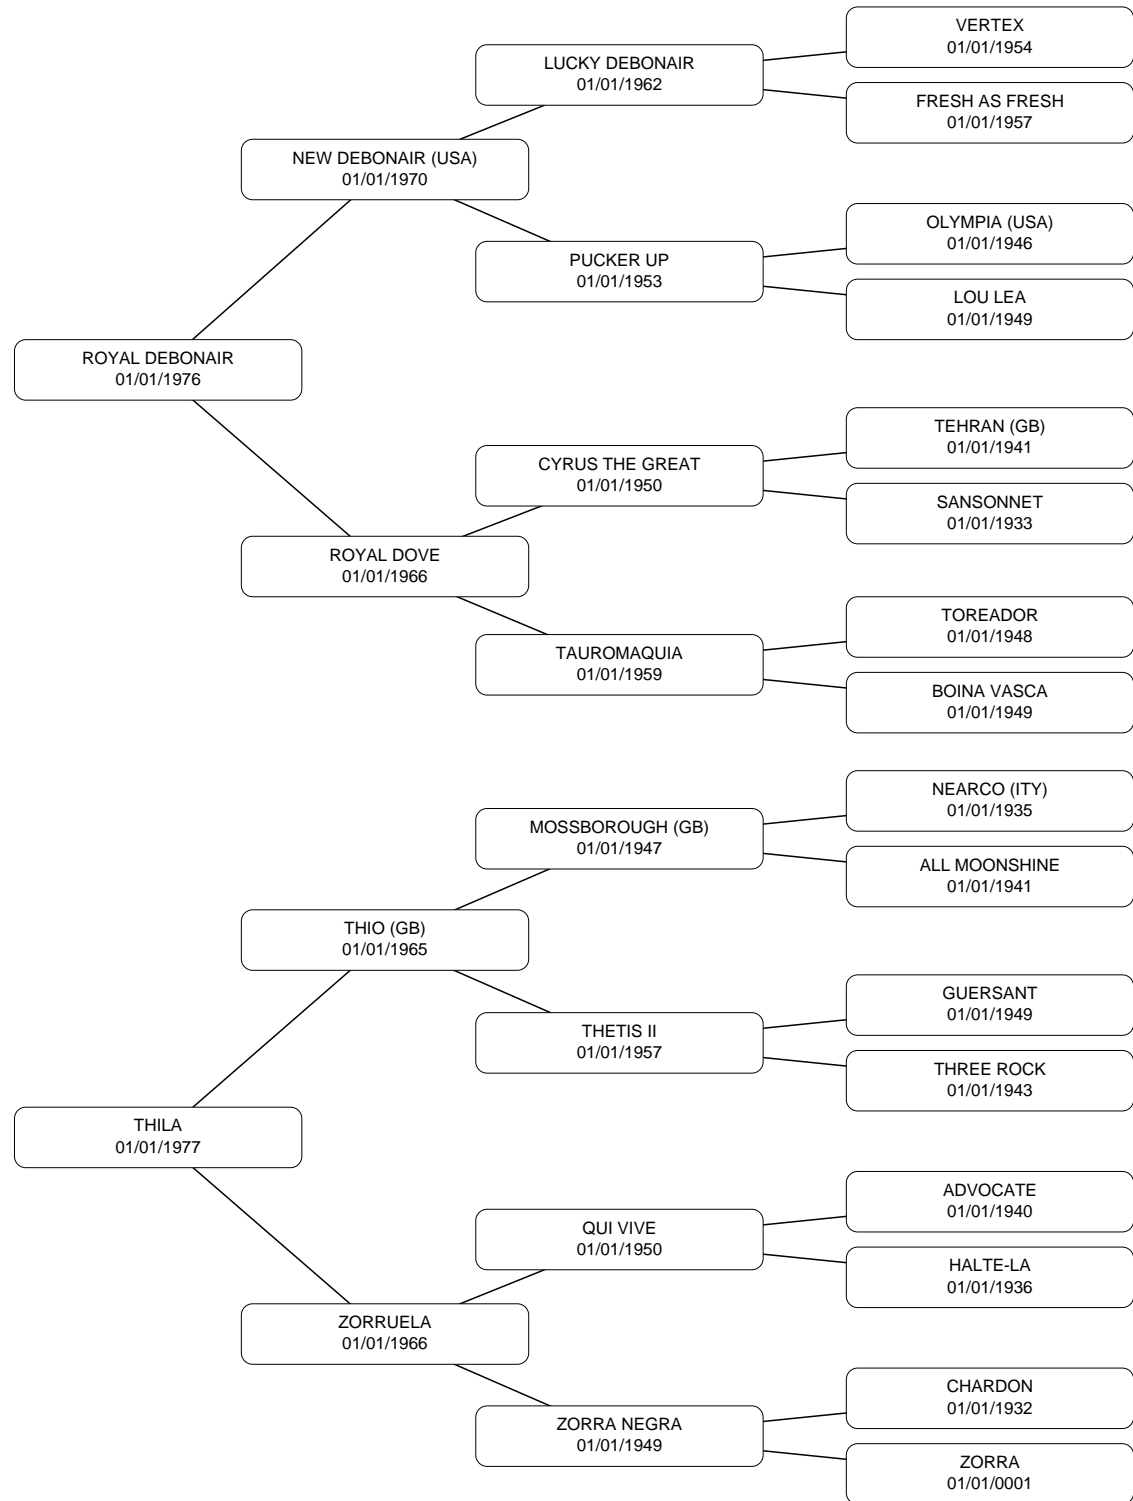 VERTEX
01/01/1954
LUCKY DEBONAIR
01/01/1962
FRESH AS FRESH
01/01/1957
NEW DEBONAIR (USA)
01/01/1970
OLYMPIA (USA)
01/01/1946
PUCKER UP
01/01/1953
LOU LEA
01/01/1949
ROYAL DEBONAIR
01/01/1976
TEHRAN (GB)
01/01/1941
CYRUS THE GREAT
01/01/1950
SANSONNET
01/01/1933
ROYAL DOVE
01/01/1966
TOREADOR
01/01/1948
TAUROMAQUIA
01/01/1959
BOINA VASCA
01/01/1949
NEARCO (ITY)
01/01/1935
MOSSBOROUGH (GB)
01/01/1947
ALL MOONSHINE
01/01/1941
THIO (GB)
01/01/1965
GUERSANT
01/01/1949
THETIS II
01/01/1957
THREE ROCK
01/01/1943
THILA
01/01/1977
ADVOCATE
01/01/1940
QUI VIVE
01/01/1950
HALTE-LA
01/01/1936
ZORRUELA
01/01/1966
CHARDON
01/01/1932
ZORRA NEGRA
01/01/1949
ZORRA
01/01/0001